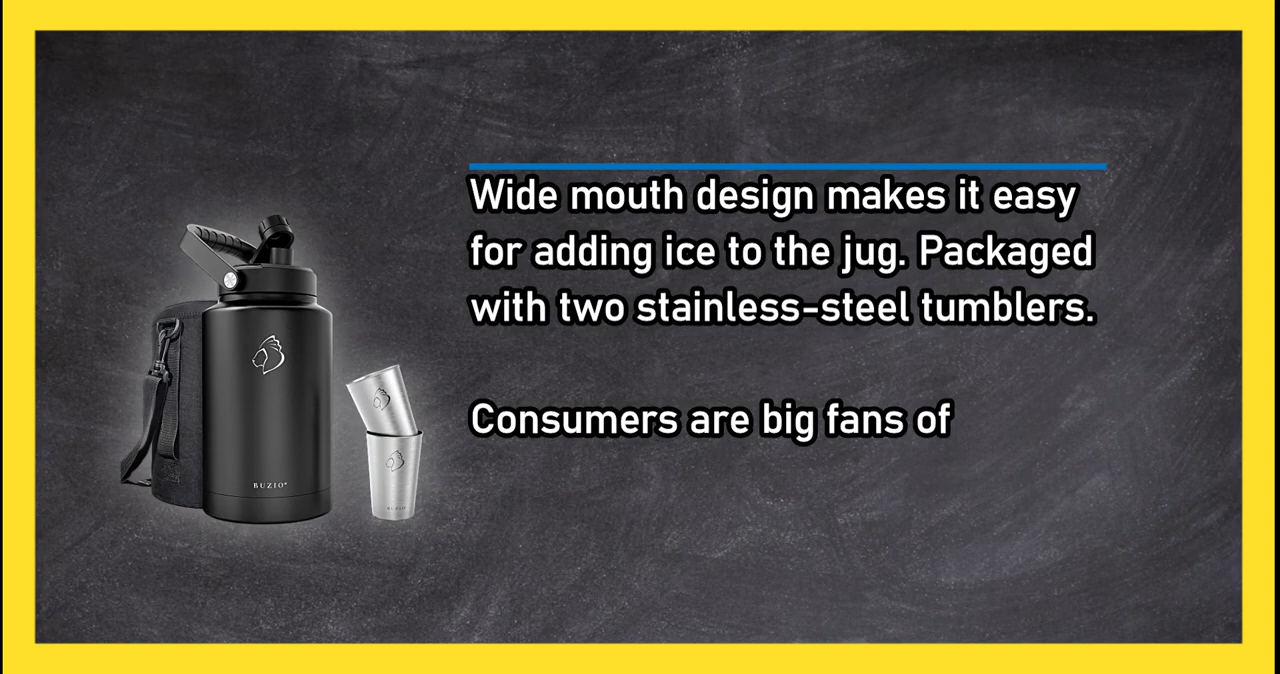 Wide mouth design makes it easy
for adding ice to the jug. Packaged
with two stainless-steel tumblers.
Consumers are big fans of
BUZIO®
BUZIO